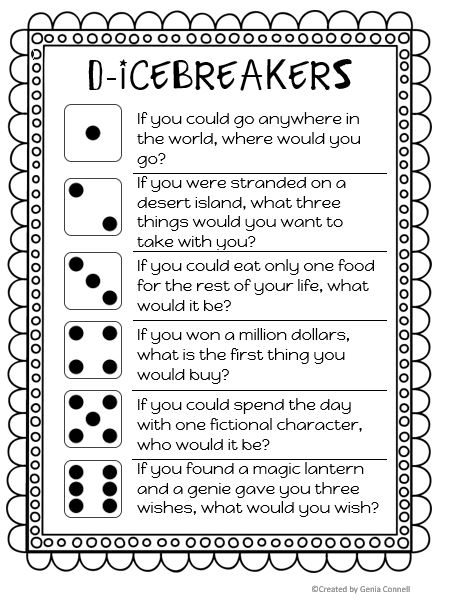 D-ICEBREAKERS
If you could go anywhere in
the world, where would you
go?
If you were stranded on a
desert island, what three
things would you want to
take with you?
If you could eat only one food
for the rest of your life, what
would it be?
If you won a million dollars,
what is the first thing you
would buy?
If you could spend the day
with one fictional character,
who would it be?
If you found a magic lantern
and a genie gave you three
wishes, what would you wish?
©Created by Genia Connell